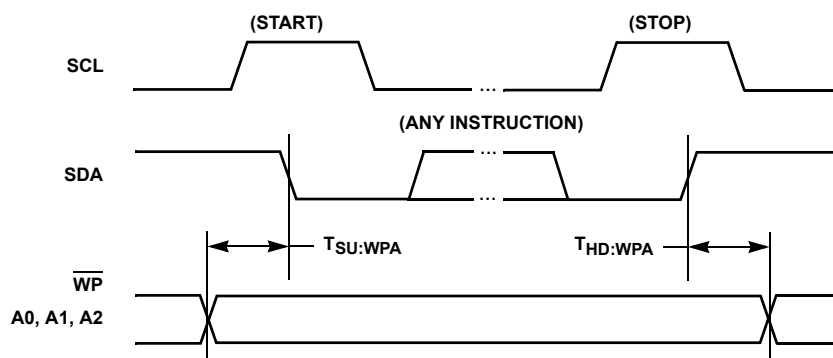 (START) (STOP)
SCL
...
(ANY INSTRUCTION)
...
SDA
...
TSU:WPA THD:WPA
WP
A0, A1, A2